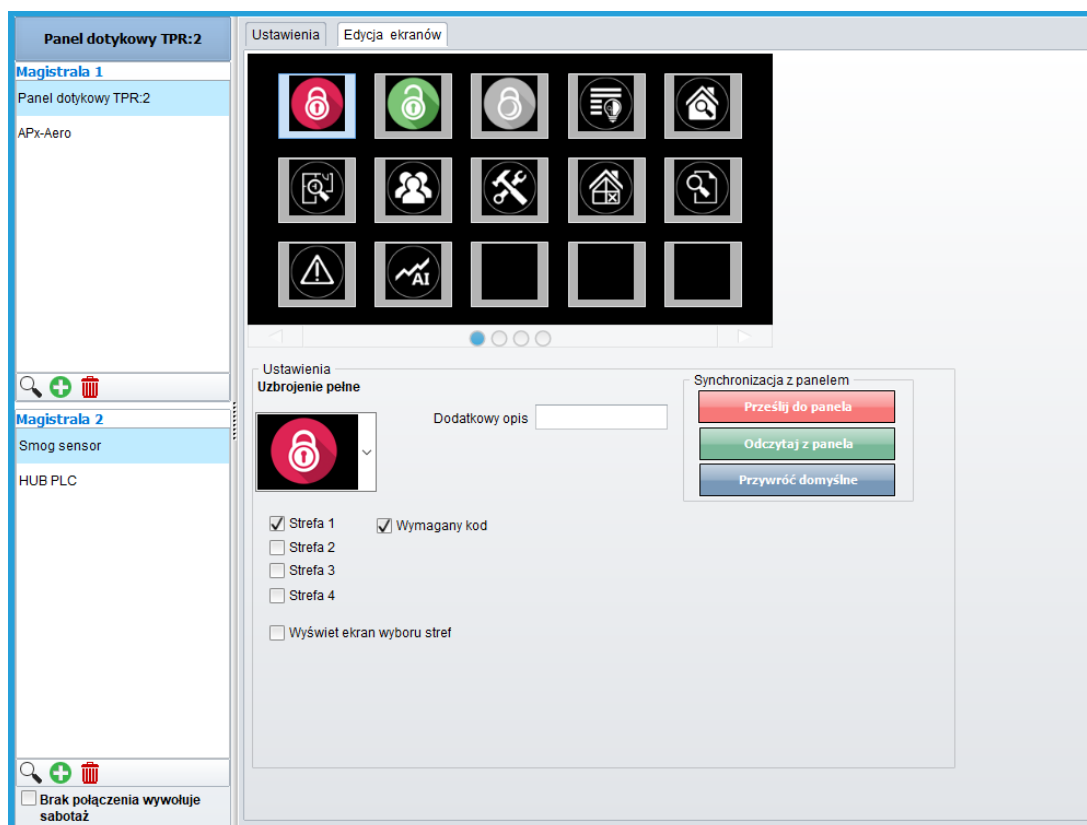 Panel dotykowy TPR:2
Magistrala 1
Panel dotykowy TPR:2
APx-Aero
Magistrala 2
Smog sensor
HUB PLC
Brak połączenia wywołuje
sabotaż
Ustawienia
Edycja ekranów
AI
Ustawienia
Uzbrojenie pełne
Dodatkowy opis
Synchronizacja z panelem
Prześlij do panela
Odczytaj z panela
Przywróć domyślne
Strefa 1
Wymagany kod
Strefa 2
Strefa 3
Strefa 4
Wyświet ekran wyboru stref